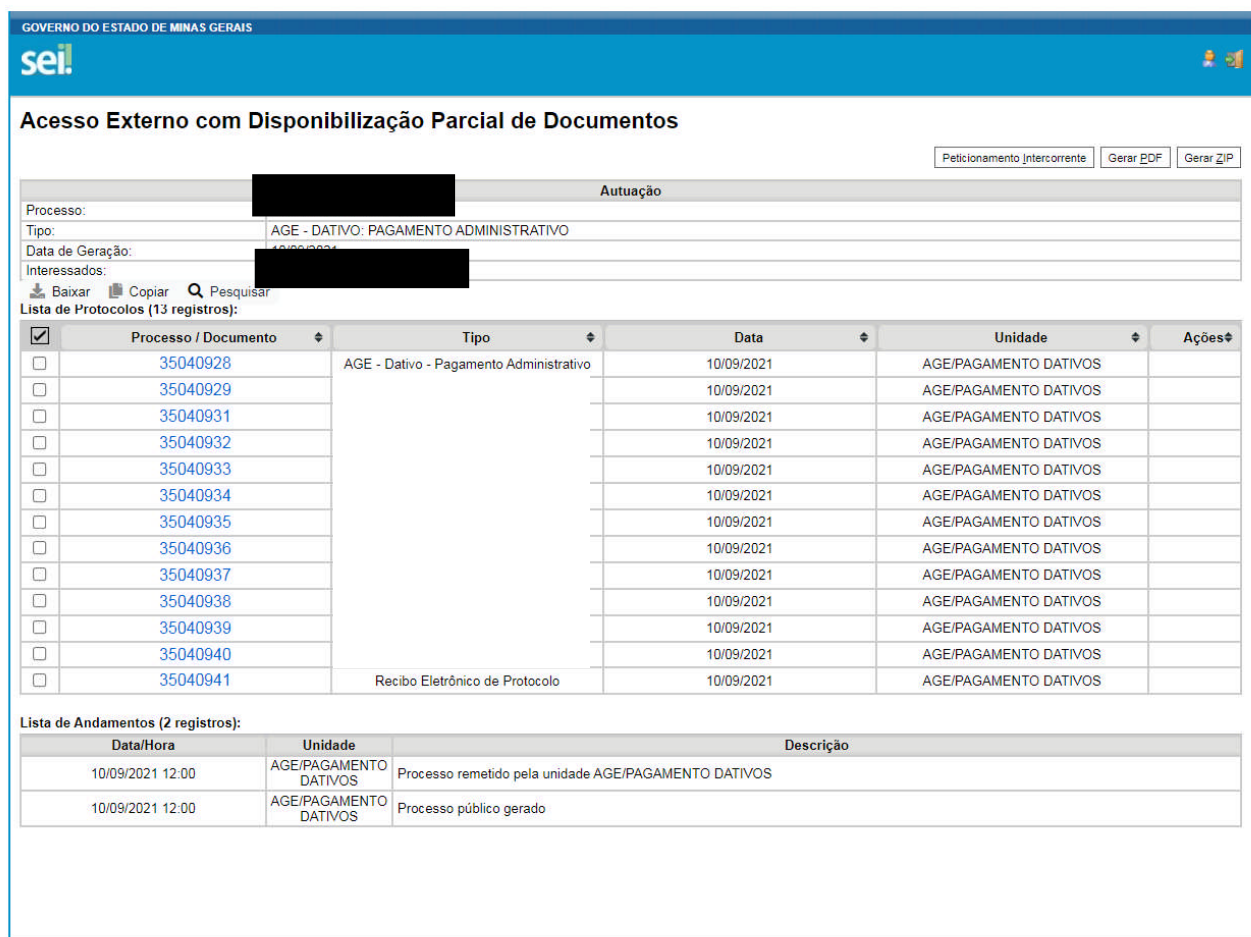 GOVERNO DO ESTADO DE MINAS GERAIS
sei!
Acesso Externo com Disponibilização Parcial de Documentos
Peticionamento Intercorrente Gerar PDF Gerar ZIP
Autuação
Processo:
Tipo: AGE - DATIVO: PAGAMENTO ADMINISTRATIVO
Data de Geração: 10/09/2021
Interessados:
Baixar Copiar Pesquisar
Lista de Protocolos (13 registros):
Processo / Documento Tipo Data Unidade Ações
35040928 AGE - Dativo - Pagamento Administrativo 10/09/2021 AGE/PAGAMENTO DATIVOS
35040929 10/09/2021 AGE/PAGAMENTO DATIVOS
35040931 10/09/2021 AGE/PAGAMENTO DATIVOS
35040932 10/09/2021 AGE/PAGAMENTO DATIVOS
35040933 10/09/2021 AGE/PAGAMENTO DATIVOS
35040934 10/09/2021 AGE/PAGAMENTO DATIVOS
35040935 10/09/2021 AGE/PAGAMENTO DATIVOS
35040936 10/09/2021 AGE/PAGAMENTO DATIVOS
35040937 10/09/2021 AGE/PAGAMENTO DATIVOS
35040938 10/09/2021 AGE/PAGAMENTO DATIVOS
35040939 10/09/2021 AGE/PAGAMENTO DATIVOS
35040940 10/09/2021 AGE/PAGAMENTO DATIVOS
35040941 Recibo Eletrônico de Protocolo 10/09/2021 AGE/PAGAMENTO DATIVOS
Lista de Andamentos (2 registros):
Data/Hora Unidade Descrição
10/09/2021 12:00 AGE/PAGAMENTO DATIVOS Processo remetido pela unidade AGE/PAGAMENTO DATIVOS
10/09/2021 12:00 AGE/PAGAMENTO DATIVOS Processo público gerado